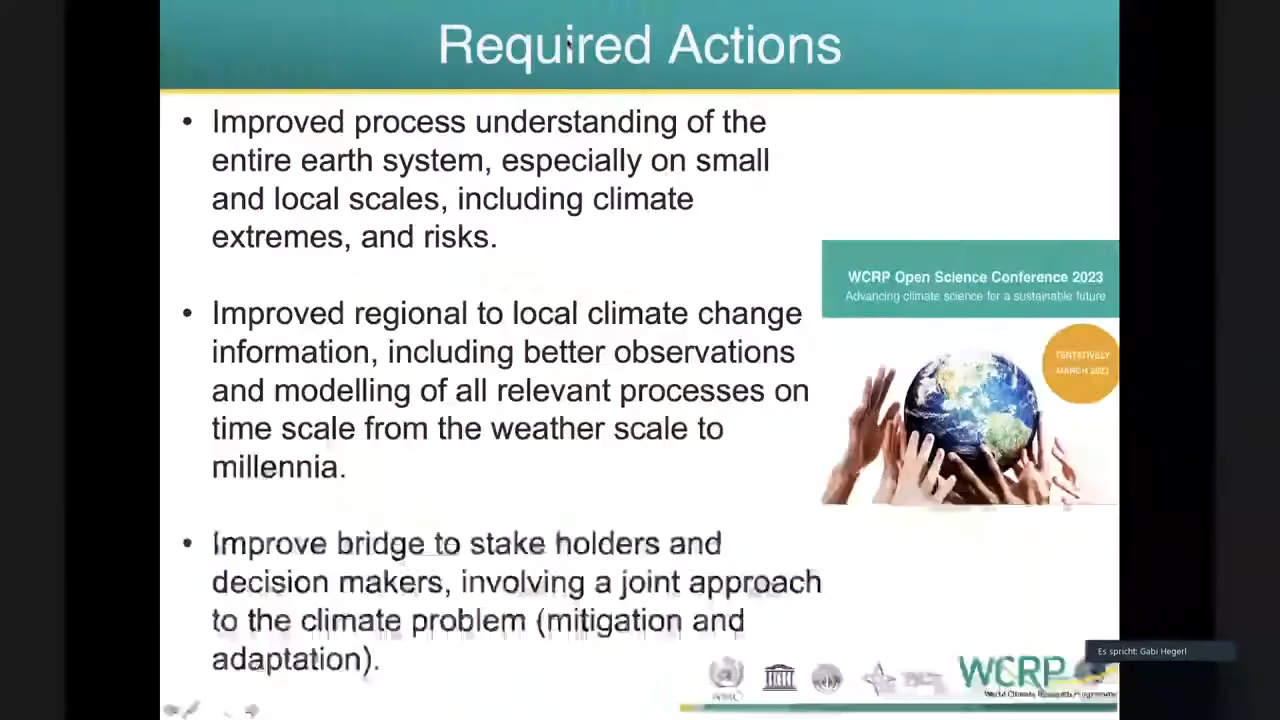 Required Actions
• Improved process understanding of the
entire earth system, especially on small
and local scales, including climate
extremes, and risks.
• Improved regional to local climate change
information, including better observations
and modelling of all relevant processes on
time scale from the weather scale to
millennia.
• Improve bridge to stake holders and
decision makers, involving a joint approach
to the climate problem (mitigation and
adaptation).
WCRP Open Science Conference 2023
Advancing climate science for a sustainable future
TENTATIVELY
MARCH 2023
Es spricht: Gabi Hegerl
WCRP
World Climate Research Programme